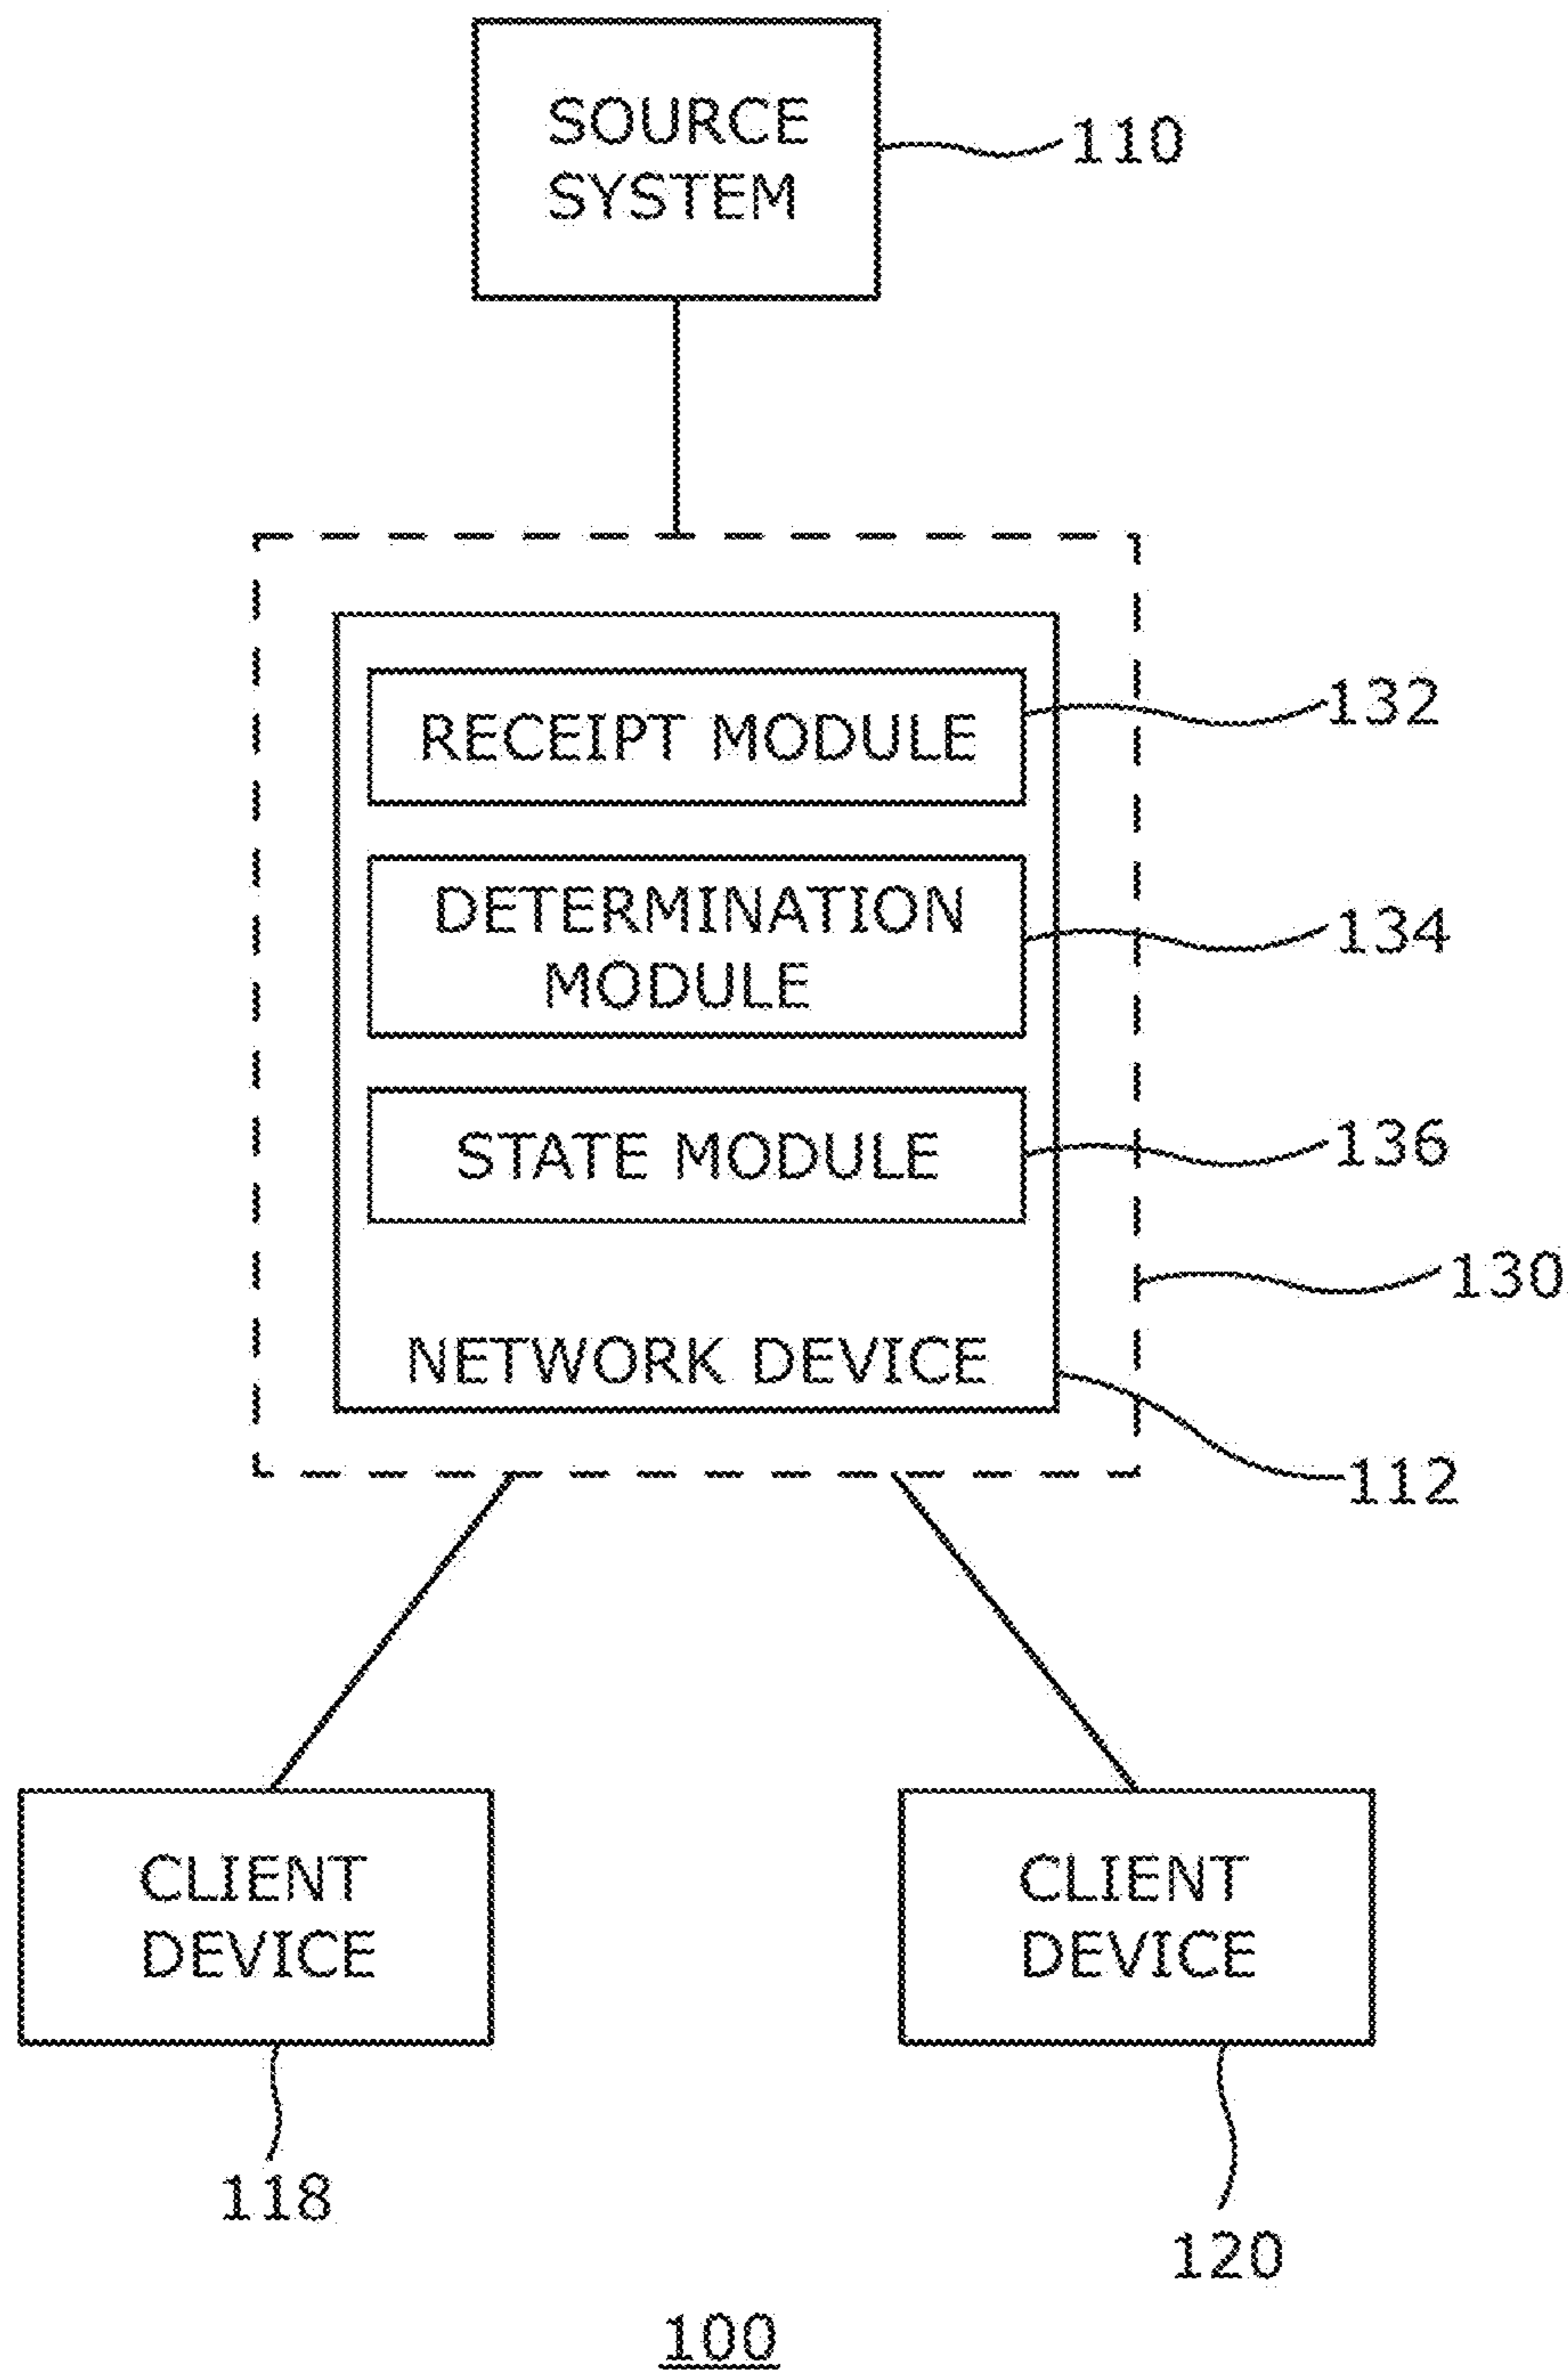 SOURCE
SYSTEM
110
RECEIPT MODULE
132
DETERMINATION
MODULE
134
STATE MODULE
136
130
NETWORK DEVICE
112
CLIENT
DEVICE
CLIENT
DEVICE
118
120
100